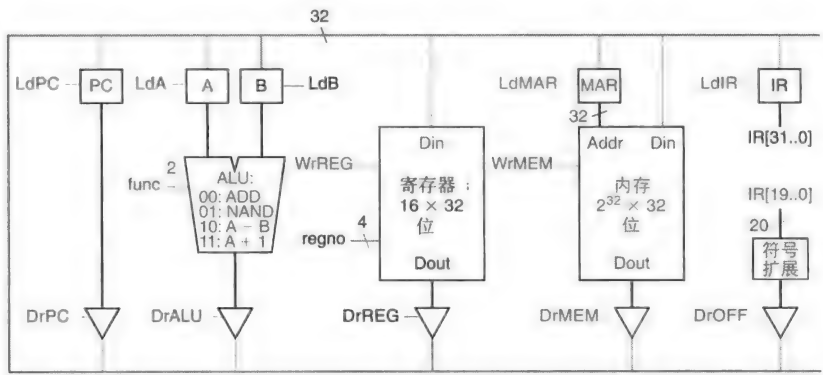 32
LdPC
PC
LdA
A
B
LdB
LdMAR
MAR
LdIR
IR
32
IR[31..0]
2
func
ALU:
00: ADD
01: NAND
10: A - B
11: A + 1
WrREG
Din
寄存器：
16 × 32
位
regno
4
Dout
WrMEM
Addr
Din
内存
2³² × 32
位
Dout
IR[19..0]
20
符号
扩展
DrPC
DrALU
DrREG
DrMEM
DrOFF